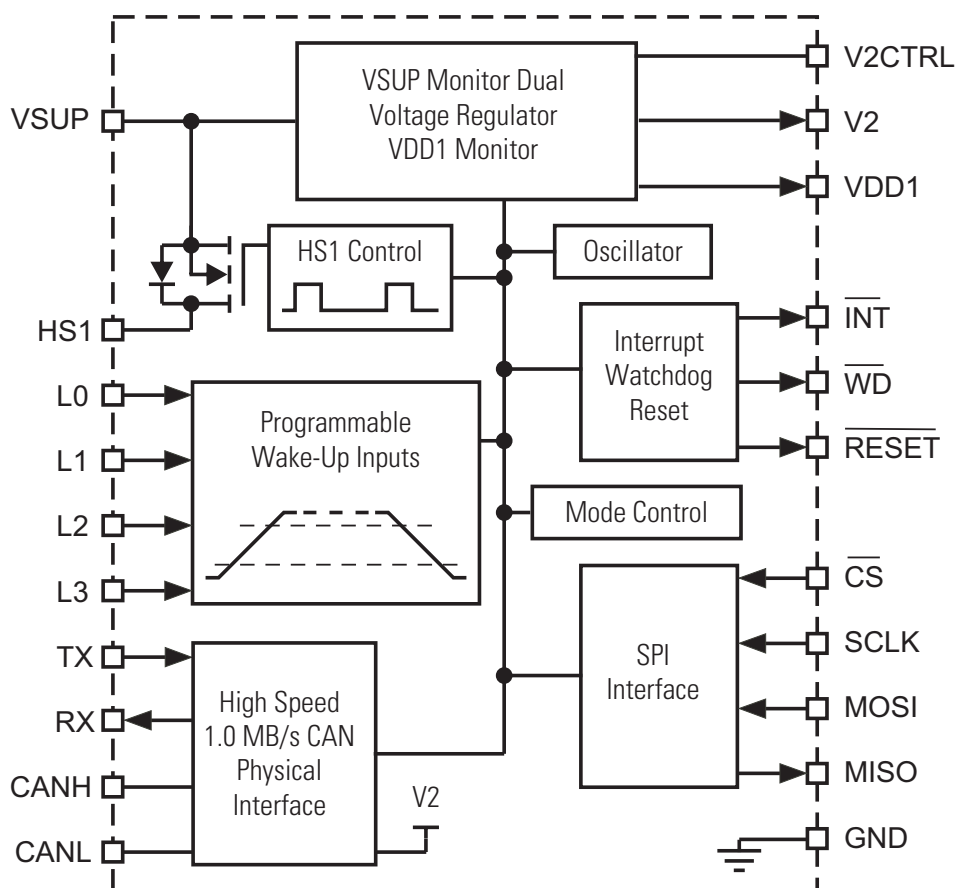 VSUP
HS1
L0
L1
L2
L3
TX
RX
CANH
CANL
VSUP Monitor Dual
Voltage Regulator
VDD1 Monitor
HS1 Control
Programmable
Wake-Up Inputs
High Speed
1.0 MB/s CAN
Physical
Interface
V2
Oscillator
Interrupt
Watchdog
Reset
Mode Control
SPI
Interface
V2CTRL
V2
VDD1
INT
WD
RESET
CS
SCLK
MOSI
MISO
GND